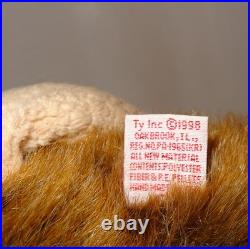 Ty Inc ©1998
OAKBROOK, IL.,
REG. NO. PA-1965(KR)
ALL NEW MATERIAL
CONTENTS: POLYESTER
FIBER & P.E. PELLETS
HAND MADE